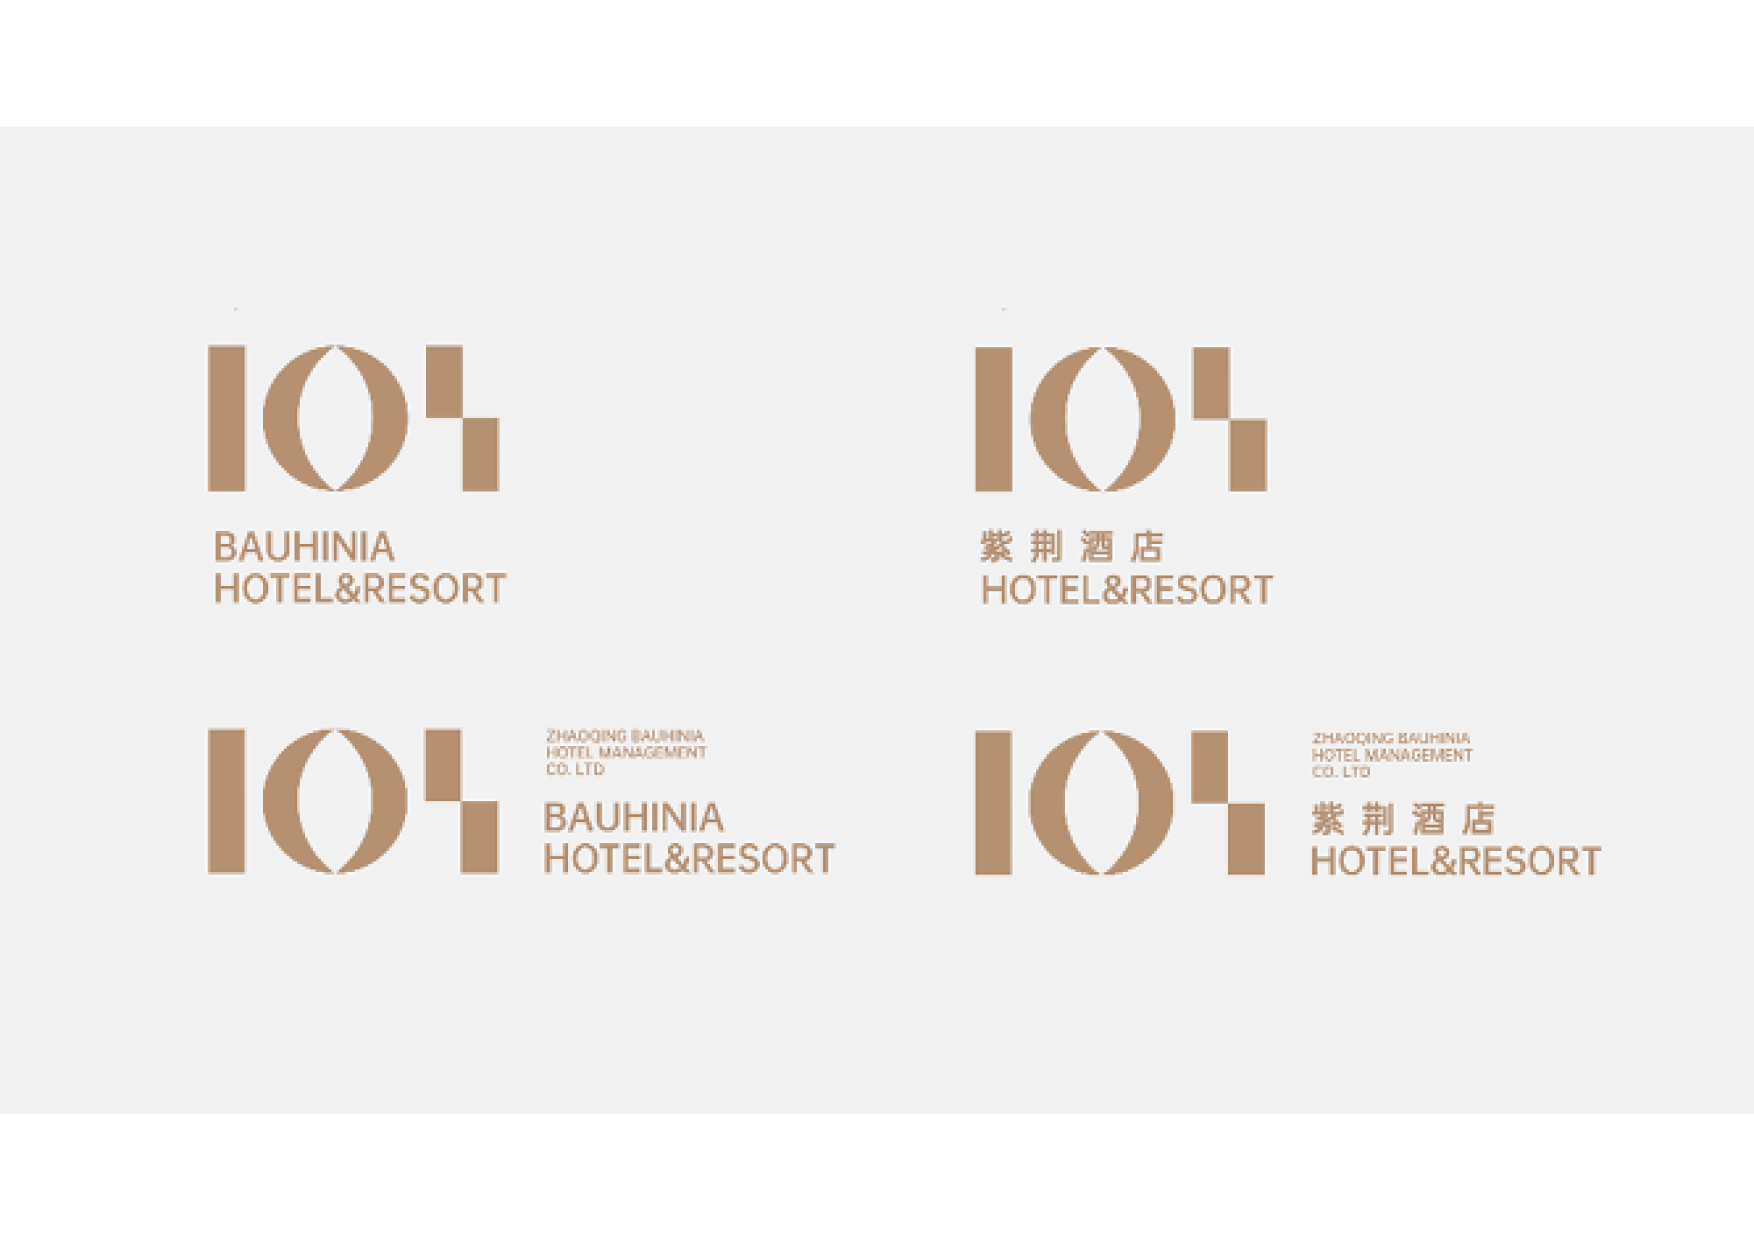 BAUHINIA
HOTEL&RESORT
紫荆酒店
HOTEL&RESORT
ZHAOQING BAUHINIA
HOTEL MANAGEMENT
CO. LTD
BAUHINIA
HOTEL&RESORT
ZHAOQING BAUHINIA
HOTEL MANAGEMENT
CO. LTD
紫荆酒店
HOTEL&RESORT